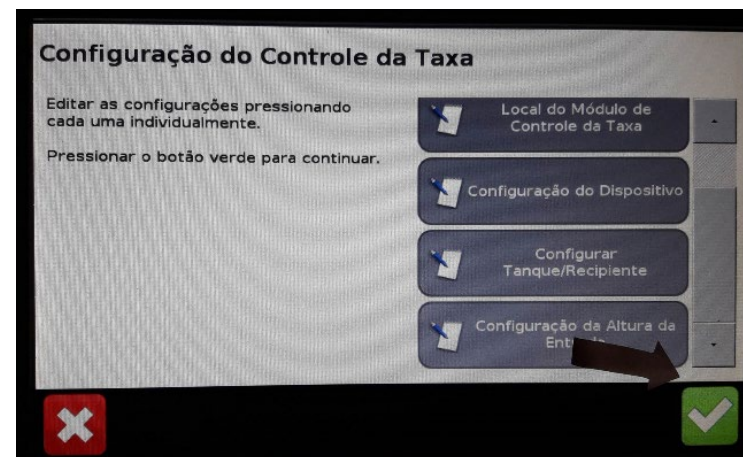 Configuração do Controle da Taxa
Editar as configurações pressionando
cada uma individualmente.
Pressionar o botão verde para continuar.
Local do Módulo de
Controle da Taxa
Configuração do Dispositivo
Configurar
Tanque/Recipiente
Configuração da Altura da